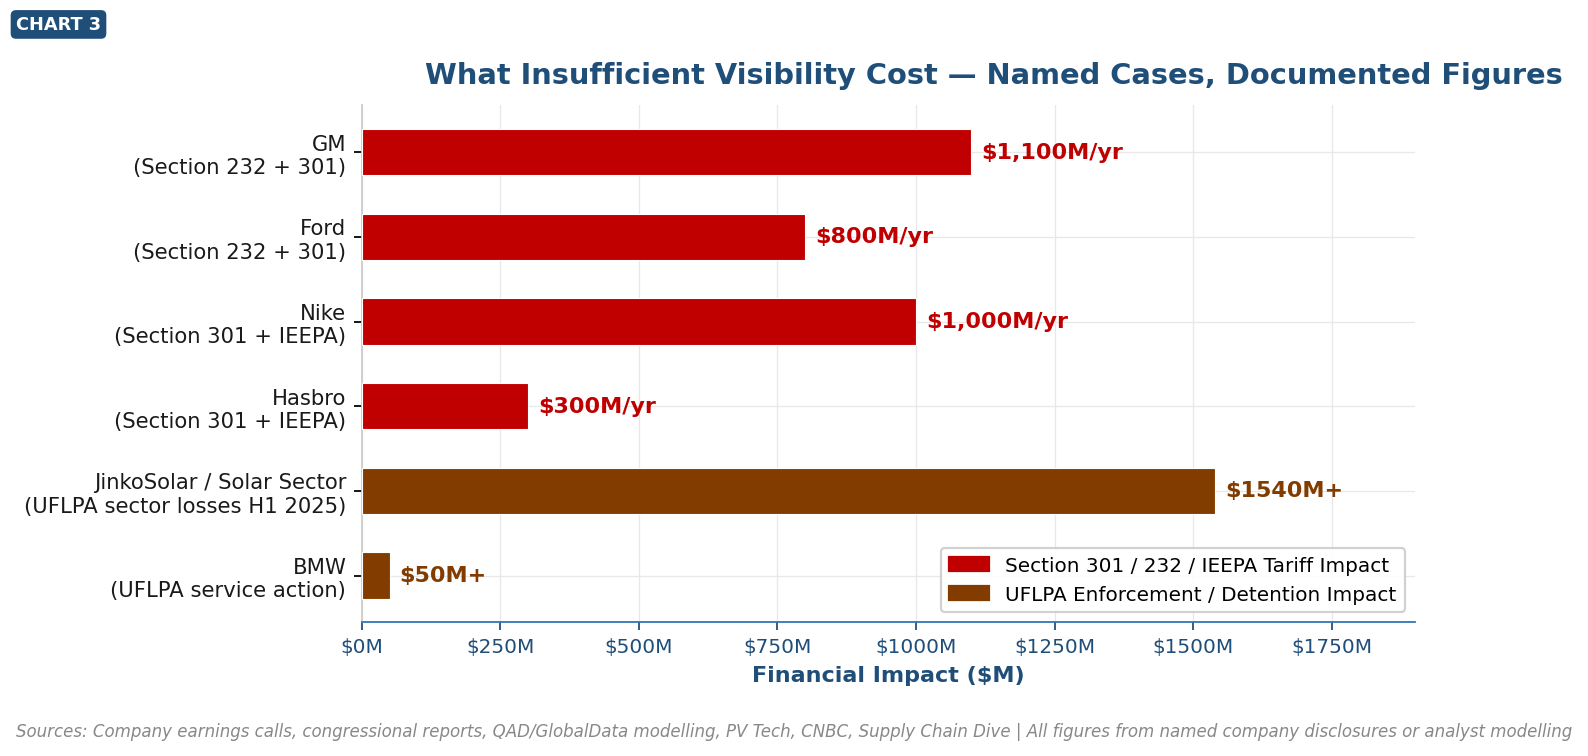 CHART 3
What Insufficient Visibility Cost — Named Cases, Documented Figures
GM
(Section 232 + 301)
$1,100M/yr
Ford
(Section 232 + 301)
$800M/yr
Nike
(Section 301 + IEEPA)
$1,000M/yr
Hasbro
(Section 301 + IEEPA)
$300M/yr
JinkoSolar / Solar Sector
(UFLPA sector losses H1 2025)
$1540M+
BMW
(UFLPA service action)
$50M+
Section 301 / 232 / IEEPA Tariff Impact
UFLPA Enforcement / Detention Impact
$0M $250M $500M $750M $1000M $1250M $1500M $1750M
Financial Impact ($M)
Sources: Company earnings calls, congressional reports, QAD/GlobalData modelling, PV Tech, CNBC, Supply Chain Dive | All figures from named company disclosures or analyst modelling